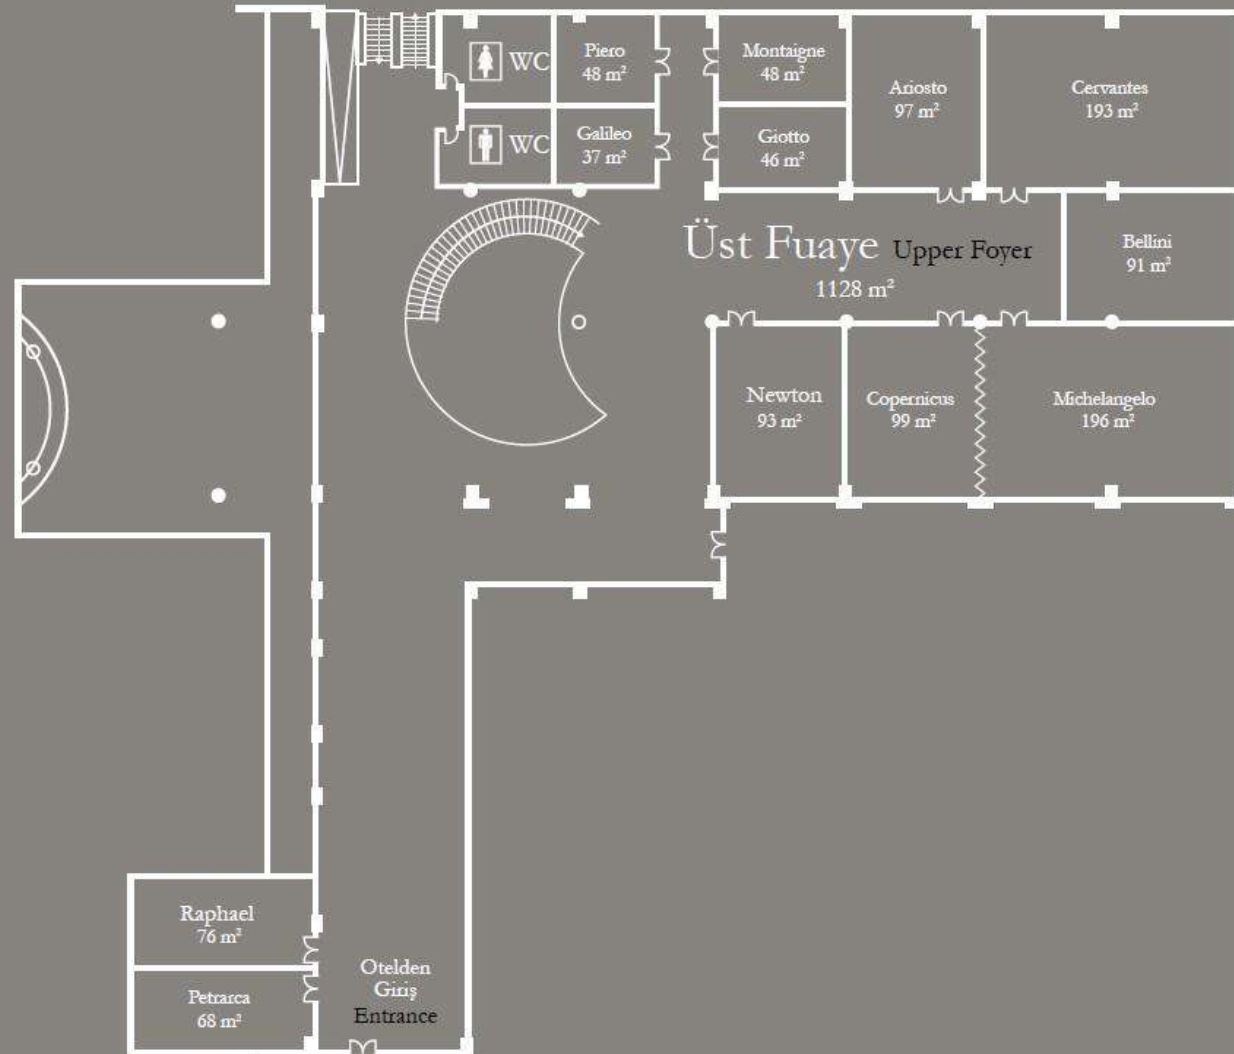 WC
Piero
48 m²
Montaigne
48 m²
Ariosto
97 m²
Cervantes
193 m²
WC
Galileo
37 m²
Giotto
46 m²
Üst Fuaye Upper Foyer
1128 m²
Bellini
91 m²
Newton
93 m²
Copernicus
99 m²
Michelangelo
196 m²
Raphael
76 m²
Petrarca
68 m²
Otelden
Giriş
Entrance